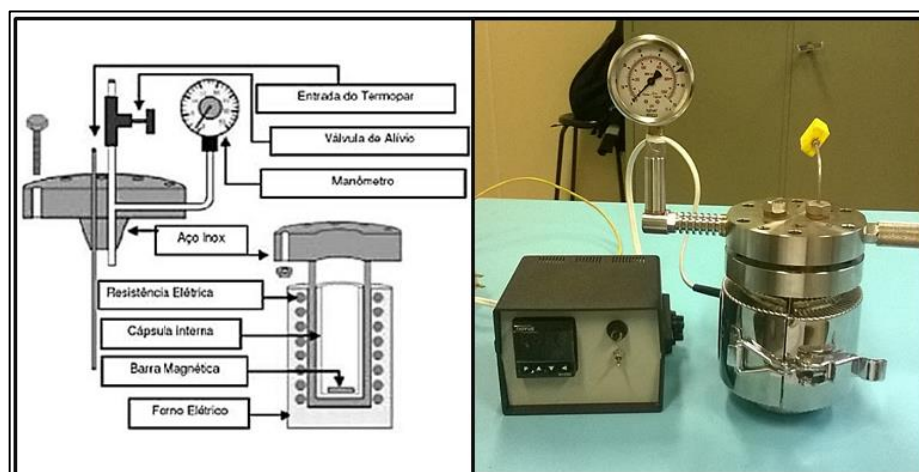 Entrada do Termopar
Válvula de Alívio
Manômetro
Aço Inox
Resistência Elétrica
Cápsula interna
Barra Magnética
Forno Elétrico